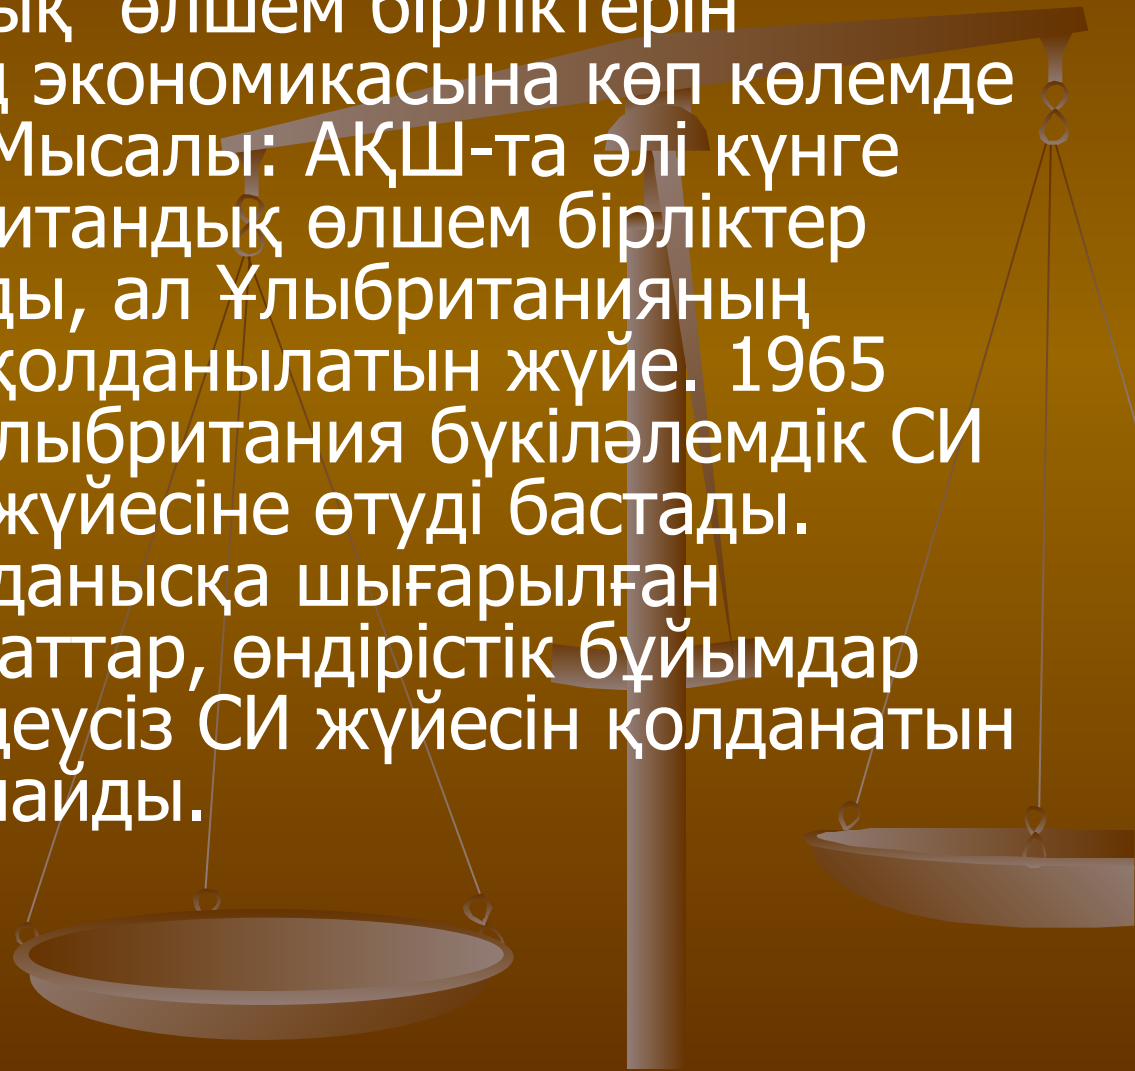 ық өлшем бірліктерін
ң экономикасына көп көлемде
Мысалы: АҚШ-та әлі күнге
итандық өлшем бірліктер
ды, ал Ұлыбританияның
қолданылатын жүйе. 1965
лыбритания бүкіләлемдік СИ
жүйесіне өтуді бастады.
данысқа шығарылған
аттар, өндірістік бұйымдар
деусіз СИ жүйесін қолданатын
майды.